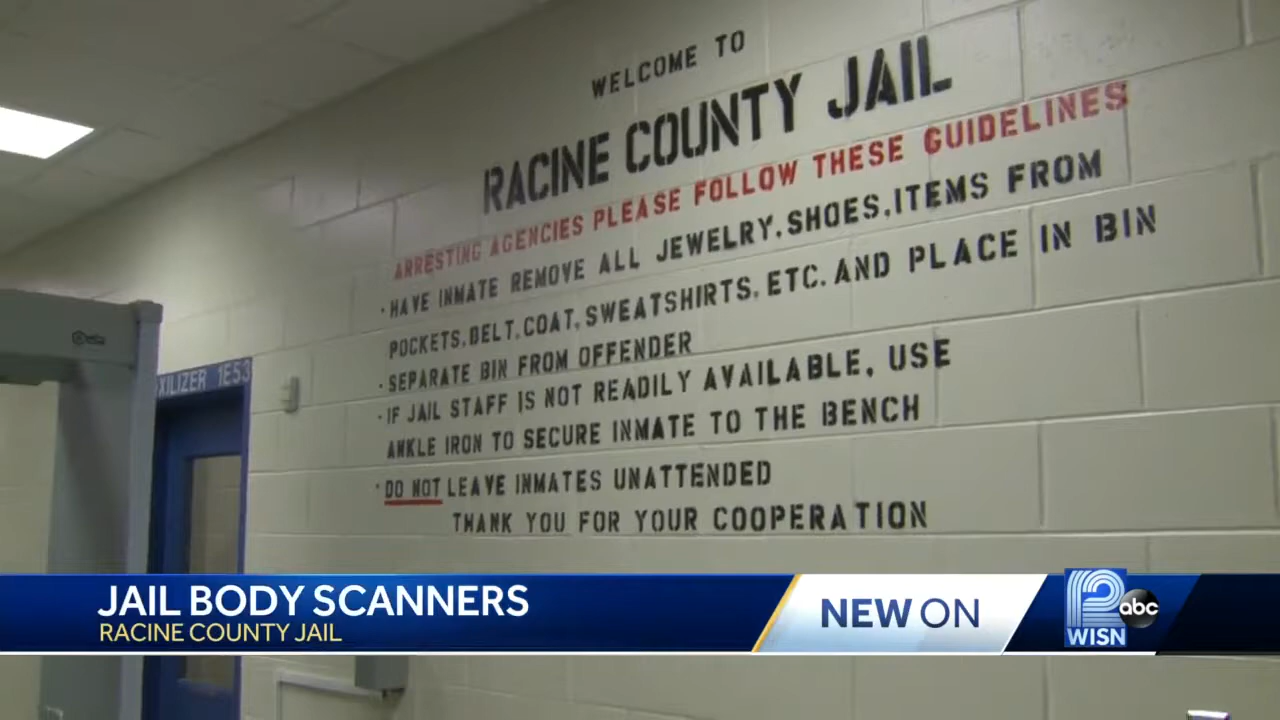 WELCOME TO
RACINE COUNTY JAIL
ARRESTING AGENCIES PLEASE FOLLOW THESE GUIDELINES
· HAVE INMATE REMOVE ALL JEWELRY, SHOES, ITEMS FROM
POCKETS, BELT, COAT, SWEATSHIRTS, ETC. AND PLACE IN BIN
· SEPARATE BIN FROM OFFENDER
· IF JAIL STAFF IS NOT READILY AVAILABLE, USE
ANKLE IRON TO SECURE INMATE TO THE BENCH
· DO NOT LEAVE INMATES UNATTENDED
THANK YOU FOR YOUR COOPERATION
XILIZER 1E53
JAIL BODY SCANNERS
RACINE COUNTY JAIL
NEW ON
12 abc
WISN